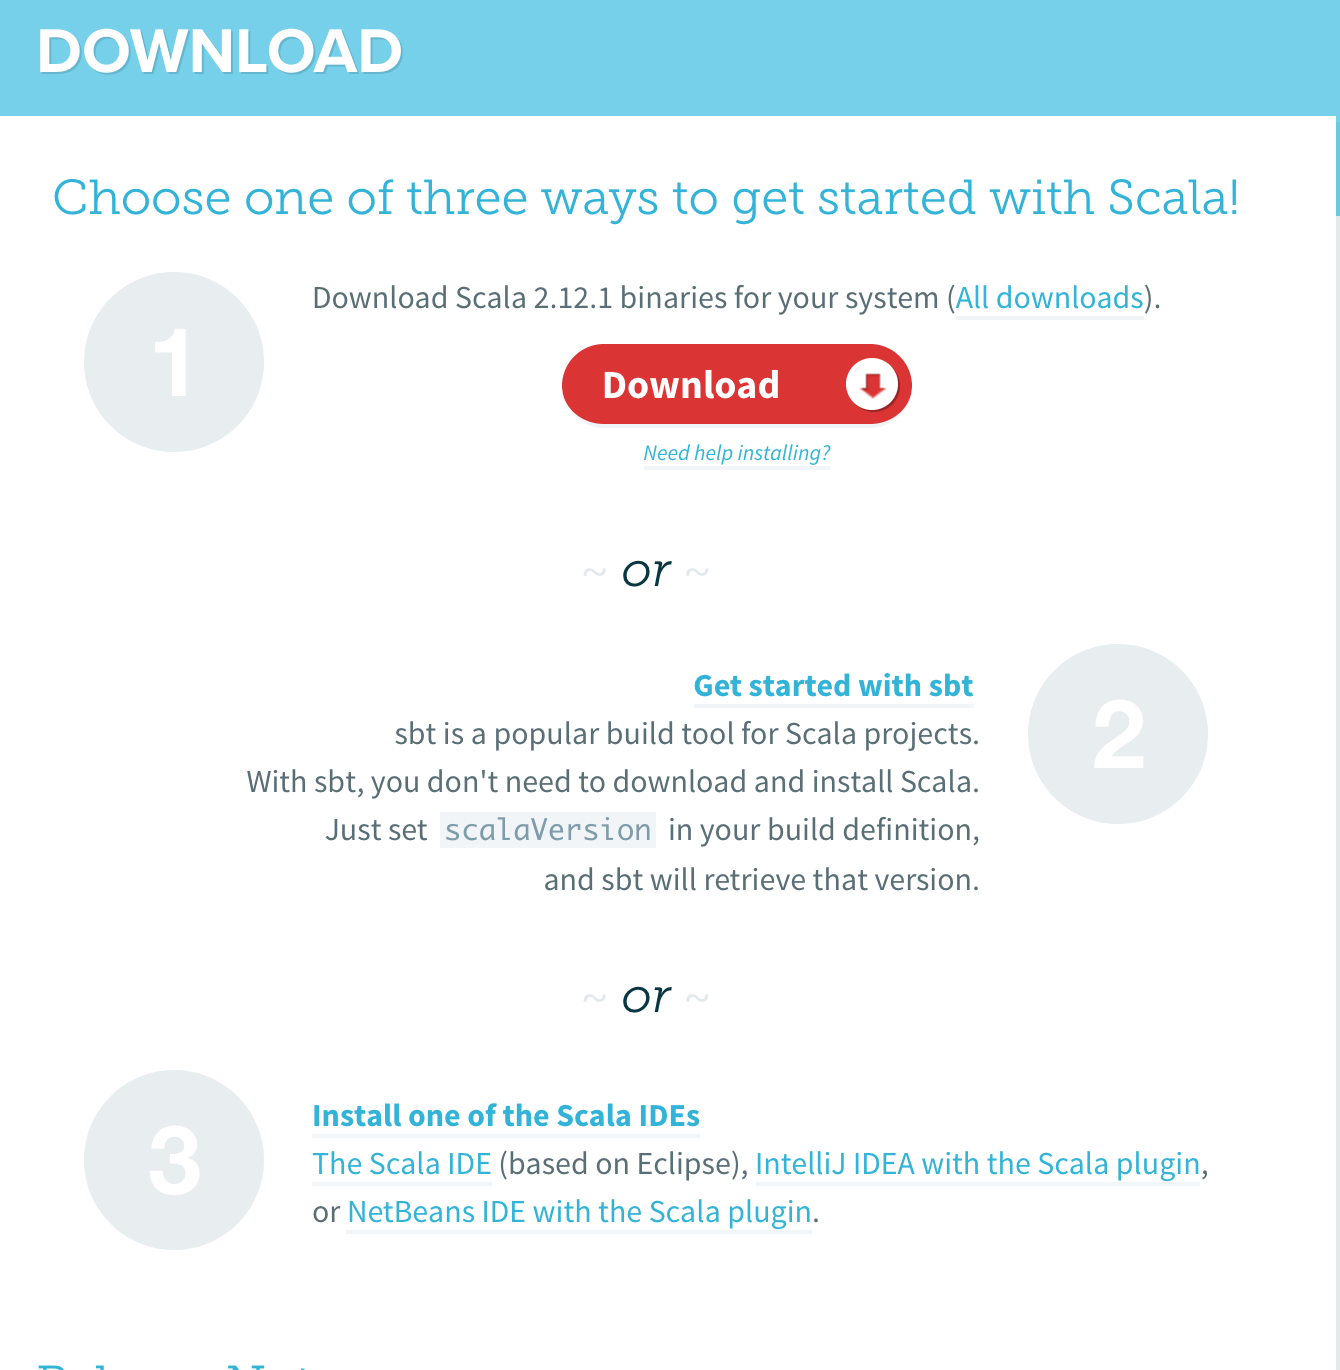 DOWNLOAD
Choose one of three ways to get started with Scala!
1
Download Scala 2.12.1 binaries for your system (All downloads).
Download
Need help installing?
~ or ~
2
Get started with sbt
sbt is a popular build tool for Scala projects.
With sbt, you don't need to download and install Scala.
Just set scalaVersion in your build definition,
and sbt will retrieve that version.
~ or ~
3
Install one of the Scala IDEs
The Scala IDE (based on Eclipse), IntelliJ IDEA with the Scala plugin,
or NetBeans IDE with the Scala plugin.